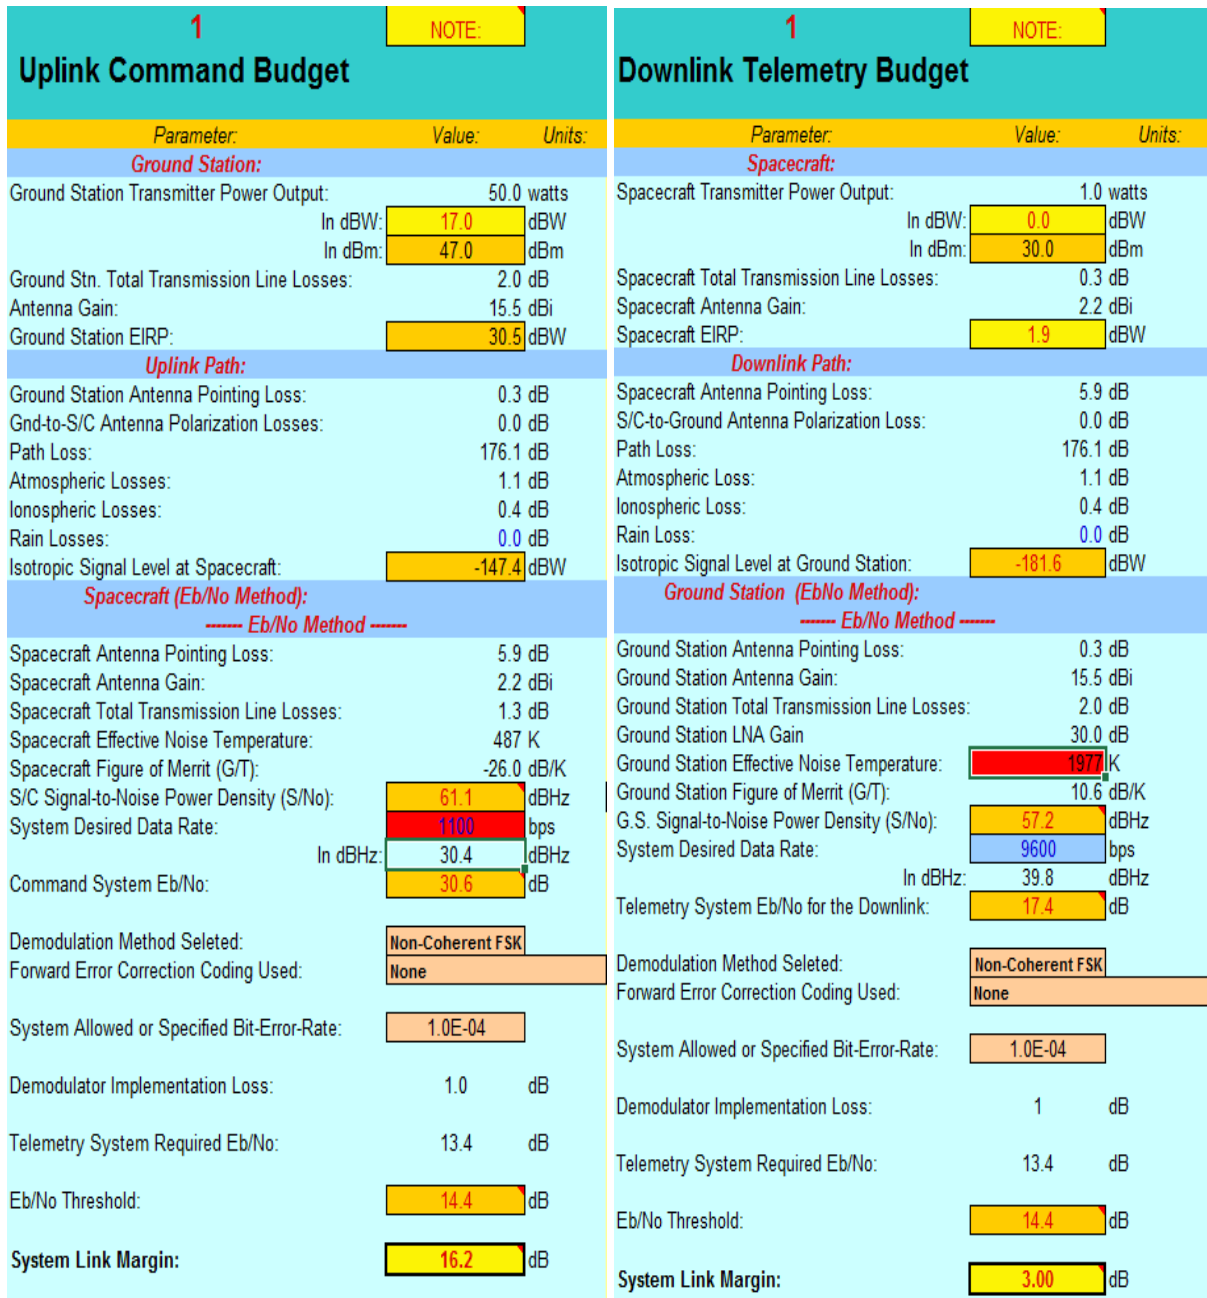 1 NOTE:
Uplink Command Budget
Parameter: Value: Units:
Ground Station:
Ground Station Transmitter Power Output: 50.0 watts
In dBW: 17.0 dBW
In dBm: 47.0 dBm
Ground Stn. Total Transmission Line Losses: 2.0 dB
Antenna Gain: 15.5 dBi
Ground Station EIRP: 30.5 dBW
Uplink Path:
Ground Station Antenna Pointing Loss: 0.3 dB
Gnd-to-S/C Antenna Polarization Losses: 0.0 dB
Path Loss: 176.1 dB
Atmospheric Losses: 1.1 dB
Ionospheric Losses: 0.4 dB
Rain Losses: 0.0 dB
Isotropic Signal Level at Spacecraft: -147.4 dBW
Spacecraft (Eb/No Method):
------- Eb/No Method -------
Spacecraft Antenna Pointing Loss: 5.9 dB
Spacecraft Antenna Gain: 2.2 dBi
Spacecraft Total Transmission Line Losses: 1.3 dB
Spacecraft Effective Noise Temperature: 487 K
Spacecraft Figure of Merrit (G/T): -26.0 dB/K
S/C Signal-to-Noise Power Density (S/No): 61.1 dBHz
System Desired Data Rate: 1100 bps
In dBHz: 30.4 dBHz
Command System Eb/No: 30.6 dB
Demodulation Method Seleted: Non-Coherent FSK
Forward Error Correction Coding Used: None
System Allowed or Specified Bit-Error-Rate: 1.0E-04
Demodulator Implementation Loss: 1.0 dB
Telemetry System Required Eb/No: 13.4 dB
Eb/No Threshold: 14.4 dB
System Link Margin: 16.2 dB
1 NOTE:
Downlink Telemetry Budget
Parameter: Value: Units:
Spacecraft:
Spacecraft Transmitter Power Output: 1.0 watts
In dBW: 0.0 dBW
In dBm: 30.0 dBm
Spacecraft Total Transmission Line Losses: 0.3 dB
Spacecraft Antenna Gain: 2.2 dBi
Spacecraft EIRP: 1.9 dBW
Downlink Path:
Spacecraft Antenna Pointing Loss: 5.9 dB
S/C-to-Ground Antenna Polarization Loss: 0.0 dB
Path Loss: 176.1 dB
Atmospheric Loss: 1.1 dB
Ionospheric Loss: 0.4 dB
Rain Loss: 0.0 dB
Isotropic Signal Level at Ground Station: -181.6 dBW
Ground Station (EbNo Method):
------- Eb/No Method -------
Ground Station Antenna Pointing Loss: 0.3 dB
Ground Station Antenna Gain: 15.5 dBi
Ground Station Total Transmission Line Losses: 2.0 dB
Ground Station LNA Gain 30.0 dB
Ground Station Effective Noise Temperature: 1977 K
Ground Station Figure of Merrit (G/T): 10.6 dB/K
G.S. Signal-to-Noise Power Density (S/No): 57.2 dBHz
System Desired Data Rate: 9600 bps
In dBHz: 39.8 dBHz
Telemetry System Eb/No for the Downlink: 17.4 dB
Demodulation Method Seleted: Non-Coherent FSK
Forward Error Correction Coding Used: None
System Allowed or Specified Bit-Error-Rate: 1.0E-04
Demodulator Implementation Loss: 1 dB
Telemetry System Required Eb/No: 13.4 dB
Eb/No Threshold: 14.4 dB
System Link Margin: 3.00 dB